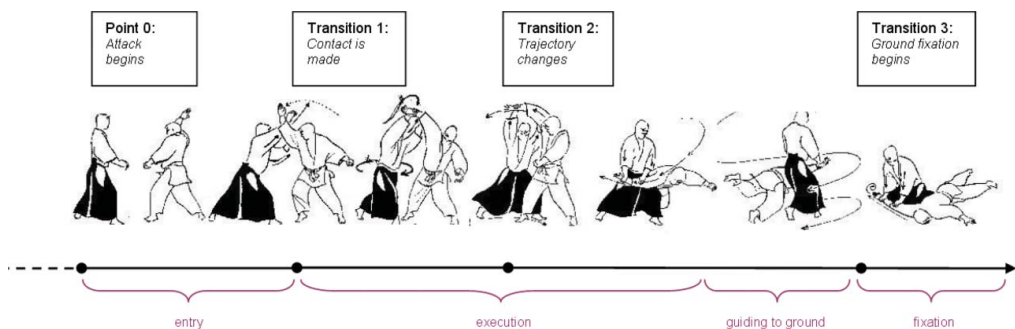 Point 0:
Attack
begins
Transition 1:
Contact is
made
Transition 2:
Trajectory
changes
Transition 3:
Ground fixation
begins
entry
execution
guiding to ground
fixation